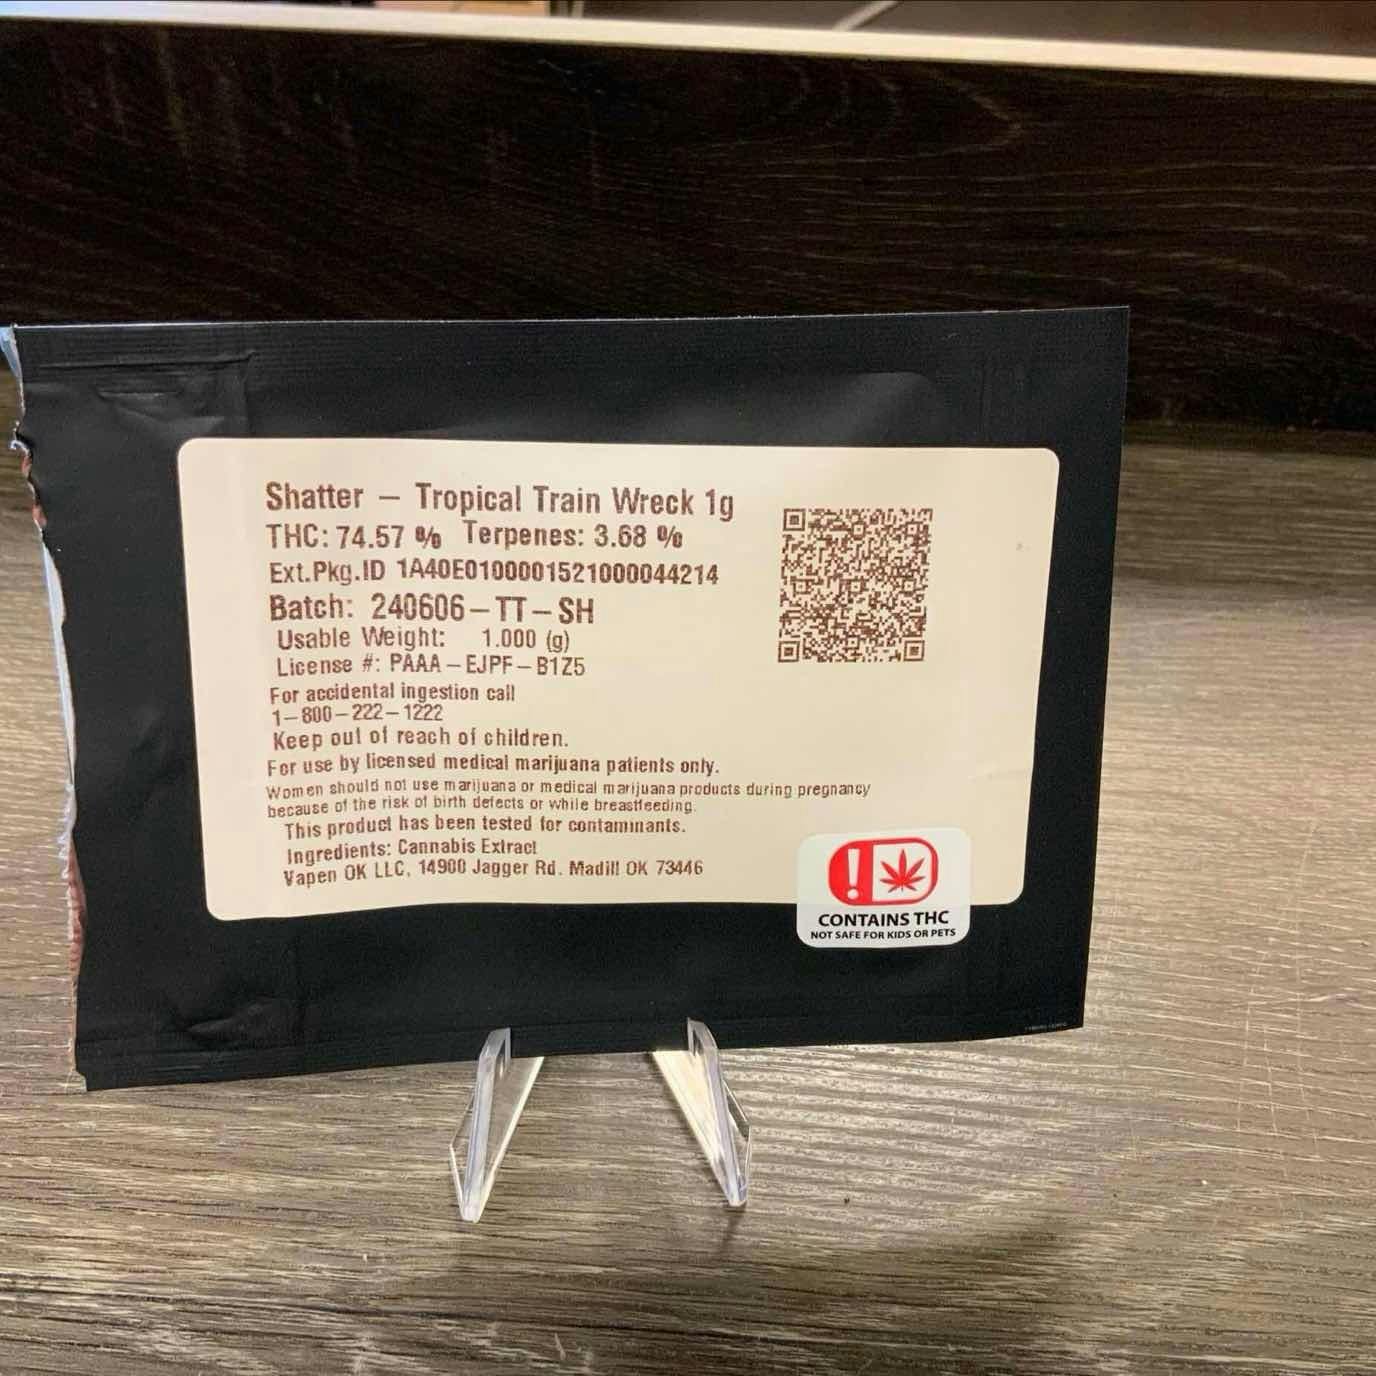 Shatter – Tropical Train Wreck 1g
THC: 74.57 % Terpenes: 3.68 %
Ext.Pkg.ID 1A40E0100001521000044214
Batch: 240606-TT-SH
Usable Weight: 1.000 (g)
License #: PAAA-EJPF-B1Z5
For accidental ingestion call
1-800-222-1222
Keep out of reach of children.
For use by licensed medical marijuana patients only.
Women should not use marijuana or medical marijuana products during pregnancy
because of the risk of birth defects or while breastfeeding.
This product has been tested for contaminants.
Ingredients: Cannabis Extract
Vapen OK LLC, 14900 Jagger Rd. Madill OK 73446
!
CONTAINS THC
NOT SAFE FOR KIDS OR PETS